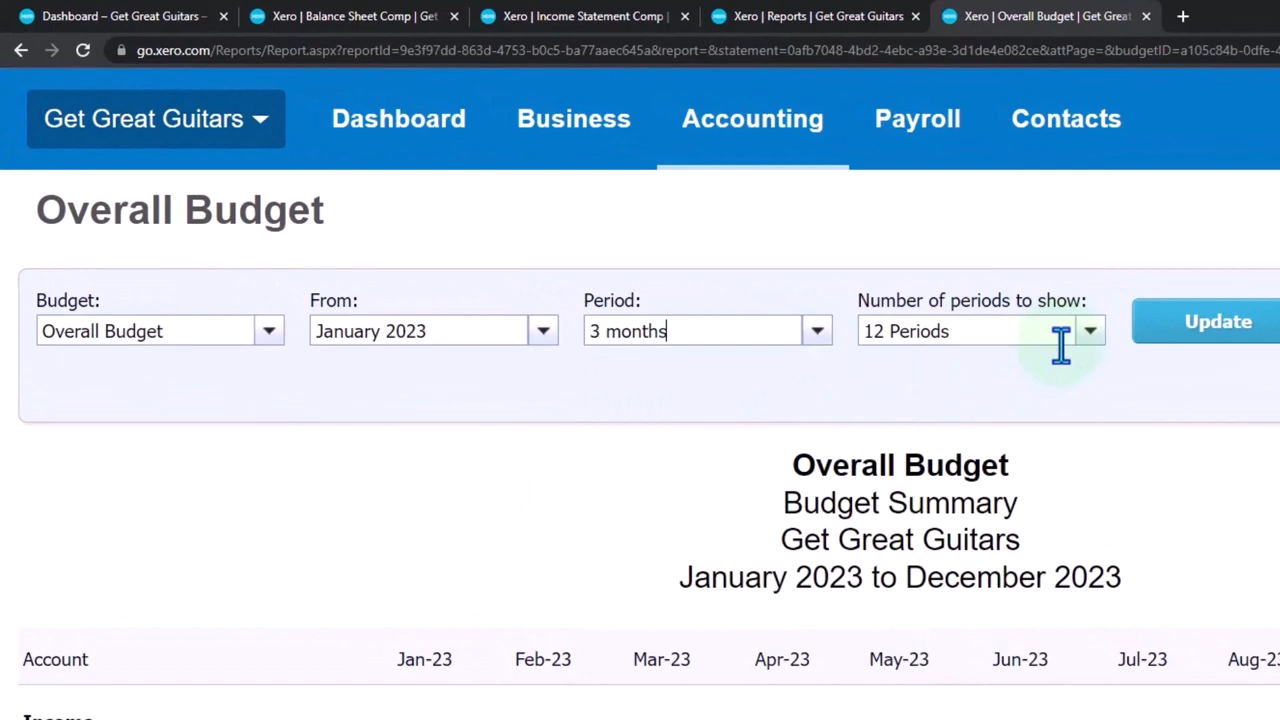 Dashboard – Get Great Guitars –
Xero | Balance Sheet Comp | Get
Xero | Income Statement Comp |
Xero | Reports | Get Great Guitars
Xero | Overall Budget | Get Great
go.xero.com/Reports/Report.aspx?reportId=9e3f97dd-863d-4753-b0c5-ba77aaec645a&report=&statement=0afb7048-4bd2-4ebc-a93e-3d1de4e082ce&attPage=&budgetID=a105c84b-0dfe-4
Get Great Guitars
Dashboard
Business
Accounting
Payroll
Contacts
Overall Budget
Budget:
From:
Period:
Number of periods to show:
Overall Budget
January 2023
3 months
12 Periods
Update
Overall Budget
Budget Summary
Get Great Guitars
January 2023 to December 2023
Account Jan-23 Feb-23 Mar-23 Apr-23 May-23 Jun-23 Jul-23 Aug-23
Income